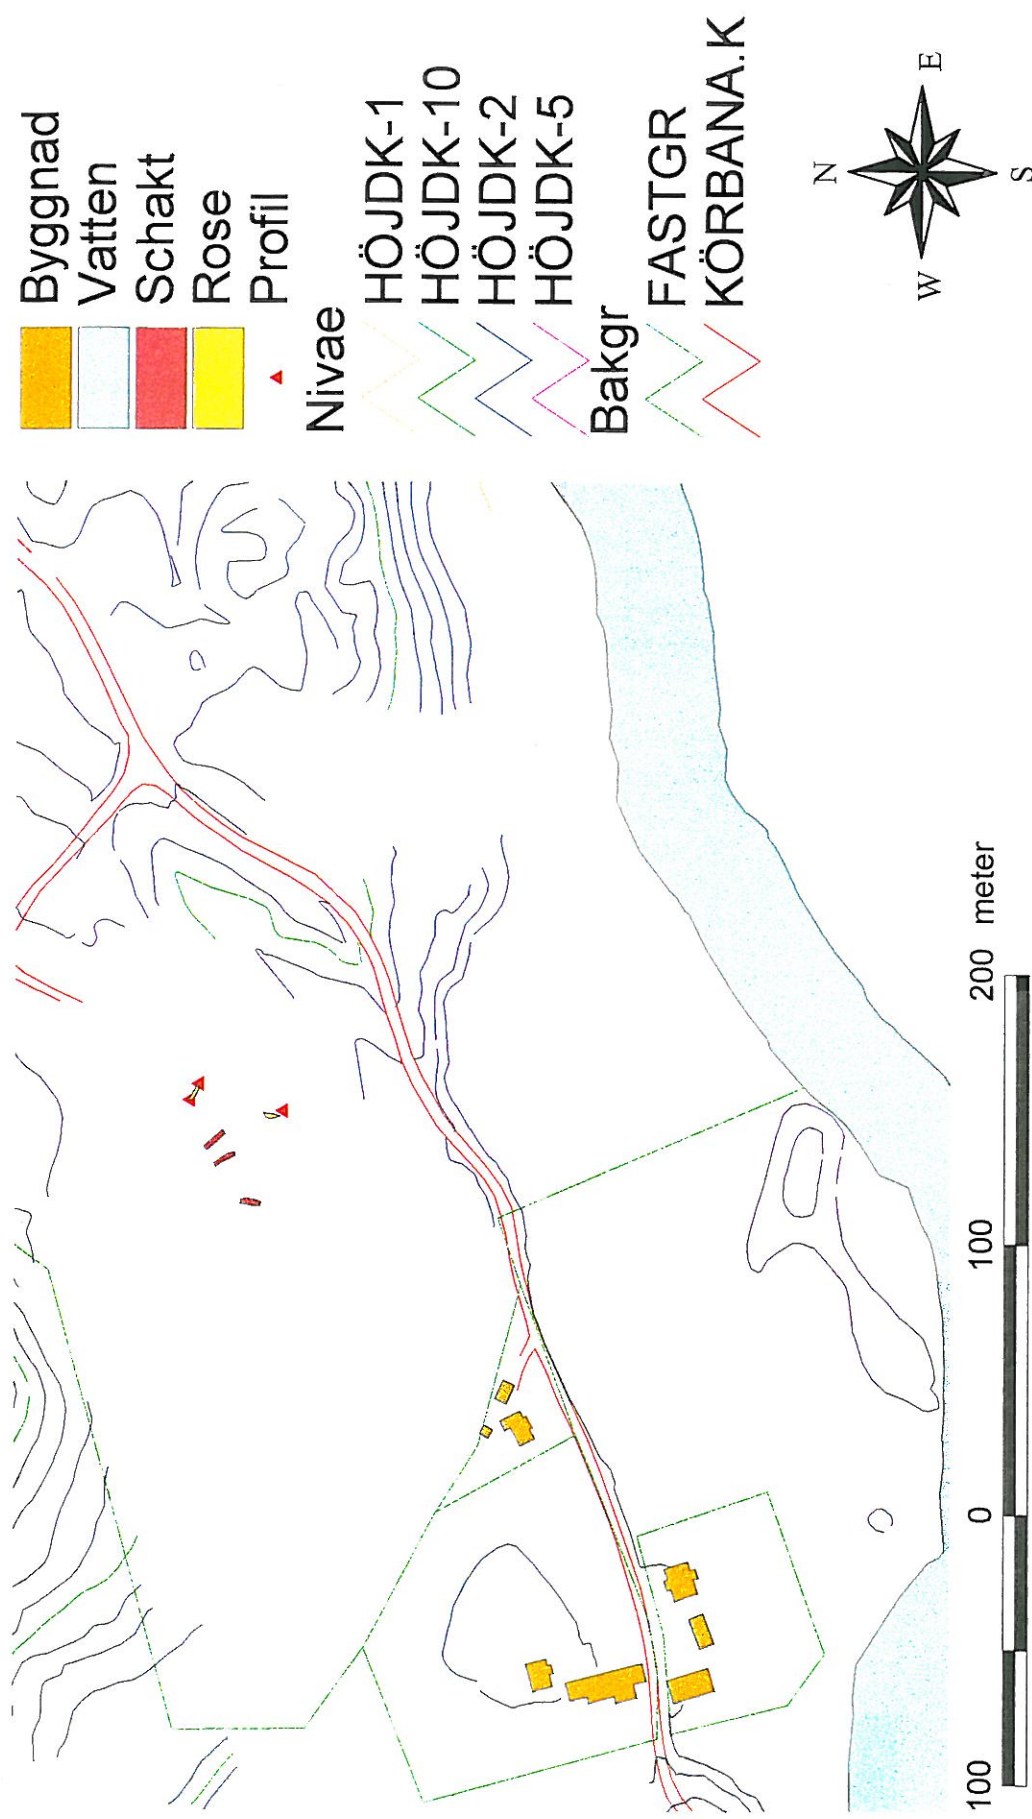 Byggnad
Vatten
Schakt
Rose
Profil
Nivae
HÖJDK-1
HÖJDK-10
HÖJDK-2
HÖJDK-5
Bakgr
FASTGR
KÖRBANA.K
N
W E
S
100 0 100 200 meter